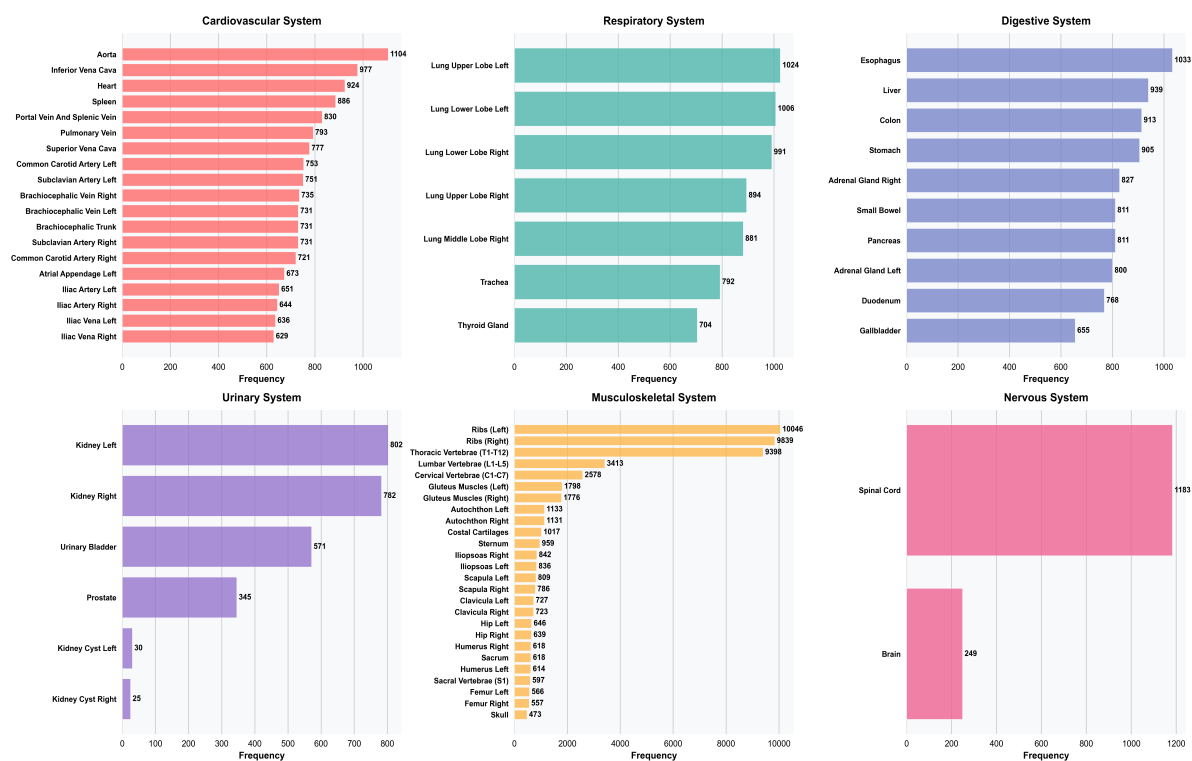 Cardiovascular System
Aorta 1104
Inferior Vena Cava 977
Heart 924
Spleen 886
Portal Vein And Splenic Vein 830
Pulmonary Vein 793
Superior Vena Cava 777
Common Carotid Artery Left 753
Subclavian Artery Left 751
Brachiocephalic Vein Right 735
Brachiocephalic Vein Left 731
Brachiocephalic Trunk 731
Subclavian Artery Right 731
Common Carotid Artery Right 721
Atrial Appendage Left 673
Iliac Artery Left 651
Iliac Artery Right 644
Iliac Vena Left 636
Iliac Vena Right 629
0 200 400 600 800 1000
Frequency
Respiratory System
Lung Upper Lobe Left 1024
Lung Lower Lobe Left 1006
Lung Lower Lobe Right 991
Lung Upper Lobe Right 894
Lung Middle Lobe Right 881
Trachea 792
Thyroid Gland 704
0 200 400 600 800 1000
Frequency
Digestive System
Esophagus 1033
Liver 939
Colon 913
Stomach 905
Adrenal Gland Right 827
Small Bowel 811
Pancreas 811
Adrenal Gland Left 800
Duodenum 768
Gallbladder 655
0 200 400 600 800 1000
Frequency
Urinary System
Kidney Left 802
Kidney Right 782
Urinary Bladder 571
Prostate 345
Kidney Cyst Left 30
Kidney Cyst Right 25
0 100 200 300 400 500 600 700 800
Frequency
Musculoskeletal System
Ribs (Left) 10046
Ribs (Right) 9839
Thoracic Vertebrae (T1-T12) 9398
Lumbar Vertebrae (L1-L5) 3413
Cervical Vertebrae (C1-C7) 2578
Gluteus Muscles (Left) 1798
Gluteus Muscles (Right) 1776
Autochthon Left 1133
Autochthon Right 1131
Costal Cartilages 1017
Sternum 959
Iliopsoas Right 842
Iliopsoas Left 836
Scapula Left 809
Scapula Right 786
Clavicula Left 727
Clavicula Right 723
Hip Left 646
Hip Right 639
Humerus Right 618
Sacrum 618
Humerus Left 614
Sacral Vertebrae (S1) 597
Femur Left 566
Femur Right 557
Skull 473
0 2000 4000 6000 8000 10000
Frequency
Nervous System
Spinal Cord 1183
Brain 249
0 200 400 600 800 1000 1200
Frequency